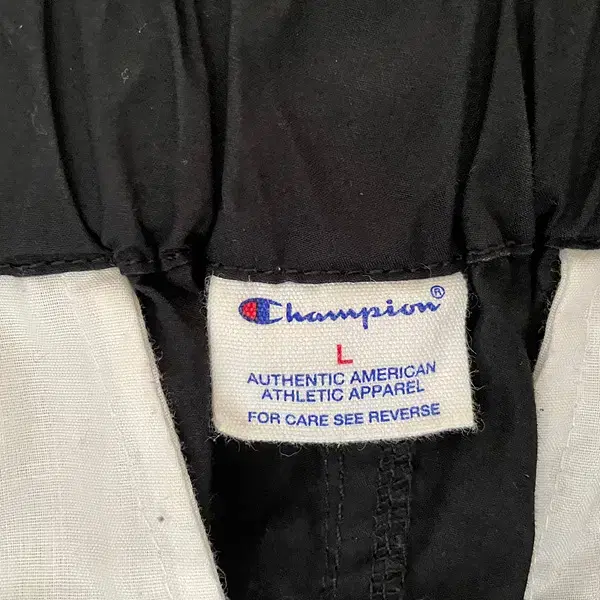 Champion®
L
AUTHENTIC AMERICAN
ATHLETIC APPAREL
FOR CARE SEE REVERSE